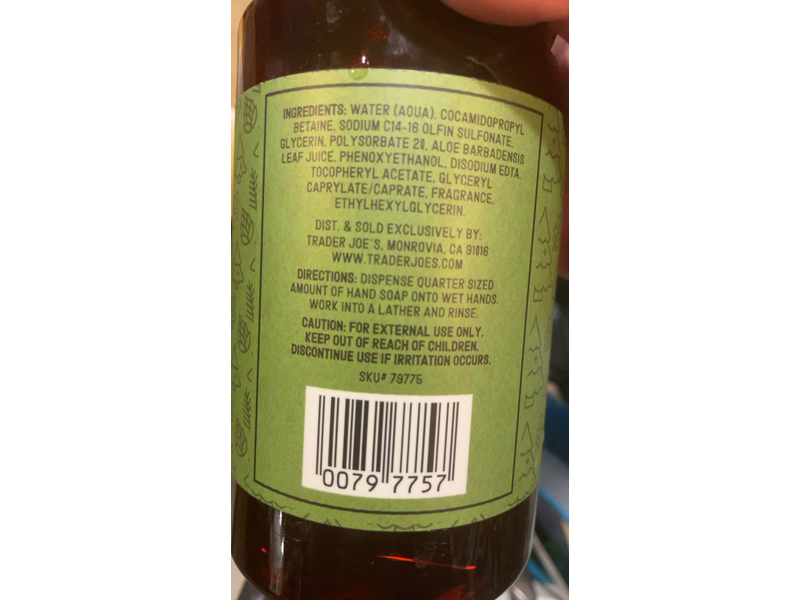 INGREDIENTS: WATER (AQUA), COCAMIDOPROPYL
BETAINE, SODIUM C14-16 OLFIN SULFONATE,
GLYCERIN, POLYSORBATE 20, ALOE BARBADENSIS
LEAF JUICE, PHENOXYETHANOL, DISODIUM EDTA,
TOCOPHERYL ACETATE, GLYCERYL
CAPRYLATE/CAPRATE, FRAGRANCE,
ETHYLHEXYLGLYCERIN.
DIST. & SOLD EXCLUSIVELY BY:
TRADER JOE'S, MONROVIA, CA 91016
WWW.TRADERJOES.COM
DIRECTIONS: DISPENSE QUARTER SIZED
AMOUNT OF HAND SOAP ONTO WET HANDS.
WORK INTO A LATHER AND RINSE.
CAUTION: FOR EXTERNAL USE ONLY.
KEEP OUT OF REACH OF CHILDREN.
DISCONTINUE USE IF IRRITATION OCCURS.
SKU# 79775
0079 7757